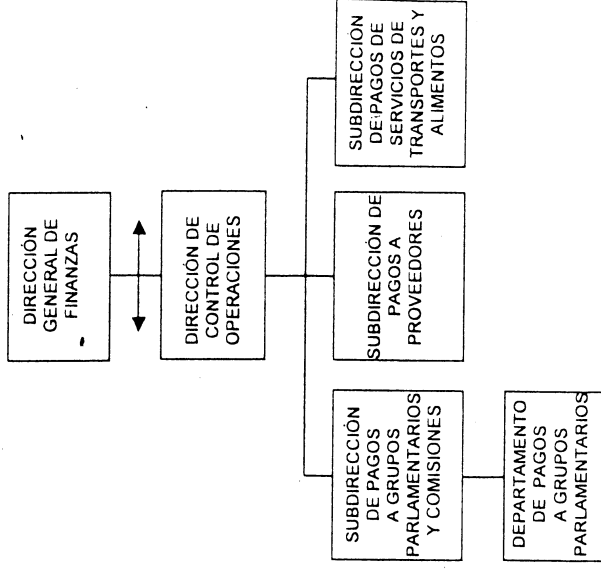 DIRECCIÓN
GENERAL DE
FINANZAS
DIRECCIÓN DE
CONTROL DE
OPERACIONES
SUBDIRECCIÓN
DE PAGOS
A GRUPOS
PARLAMENTARIOS
Y COMISIONES
SUBDIRECCIÓN DE
PAGOS A
PROVEEDORES
SUBDIRECCION
DE PAGOS DE
SERVICIOS DE
TRANSPORTES Y
ALIMENTOS
DEPARTAMENTO
DE PAGOS
A GRUPOS
PARLAMENTARIOS